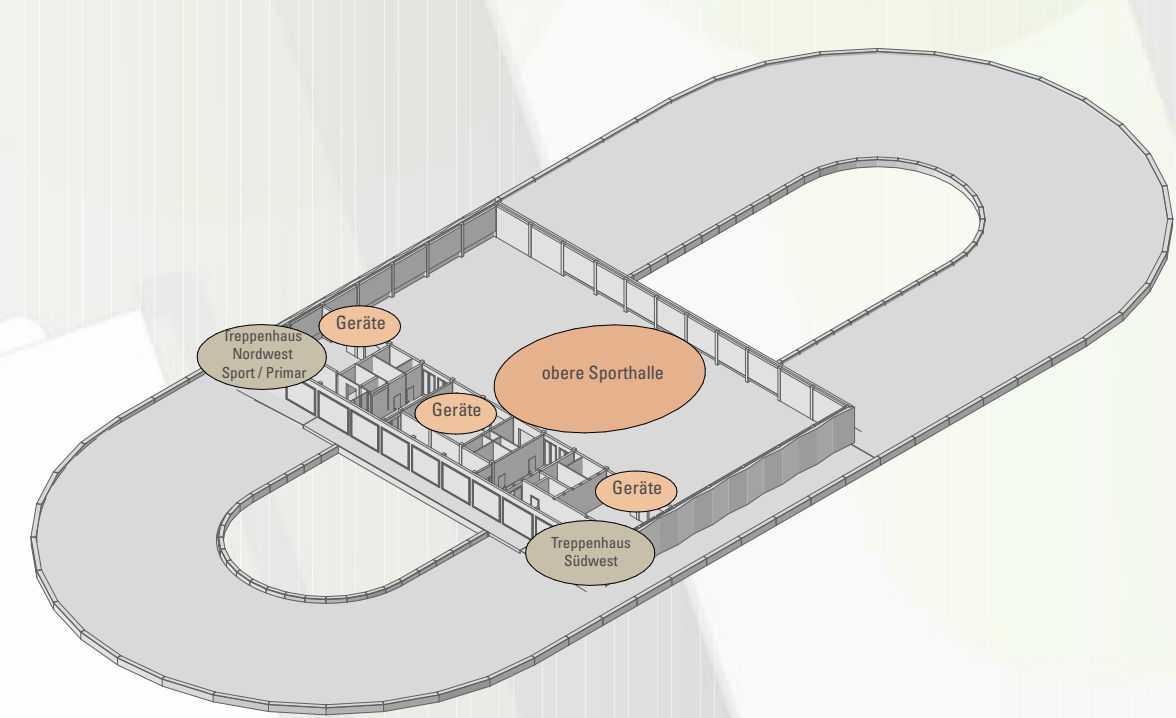 Geräte
Treppenhaus
Nordwest
Sport / Primar
obere Sporthalle
Geräte
Geräte
Treppenhaus
Südwest